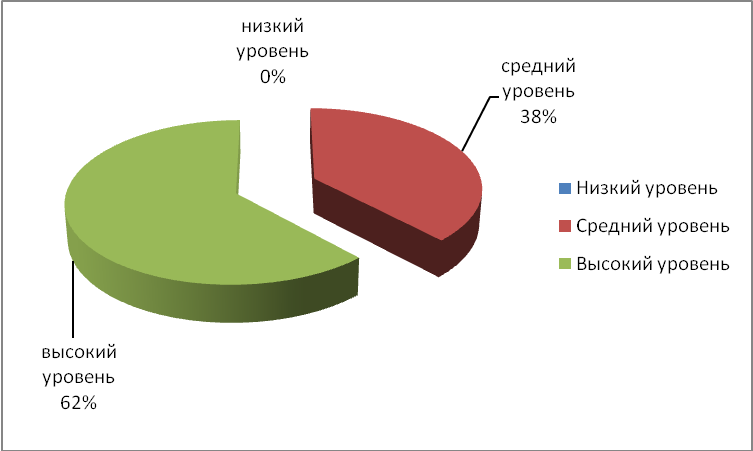 низкий
уровень
0%
средний
уровень
38%
Низкий уровень
Средний уровень
Высокий уровень
высокий
уровень
62%